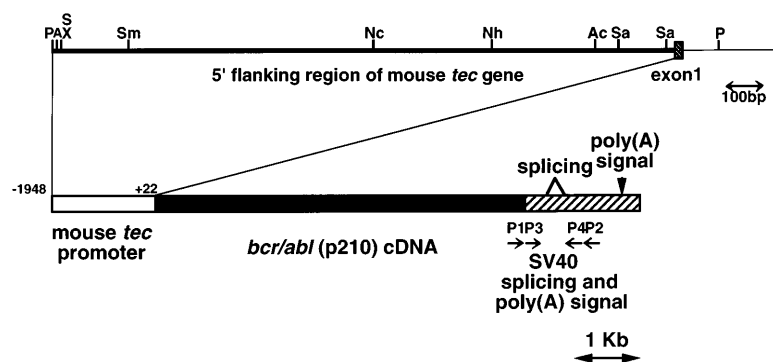 S
PAX Sm Nc Nh Ac Sa Sa P
5' flanking region of mouse tec gene
exon1
100bp
poly(A)
signal
splicing
-1948 +22
mouse tec
promoter
bcr/abl (p210) cDNA
P1P3 P4P2
SV40
splicing and
poly(A) signal
1 Kb